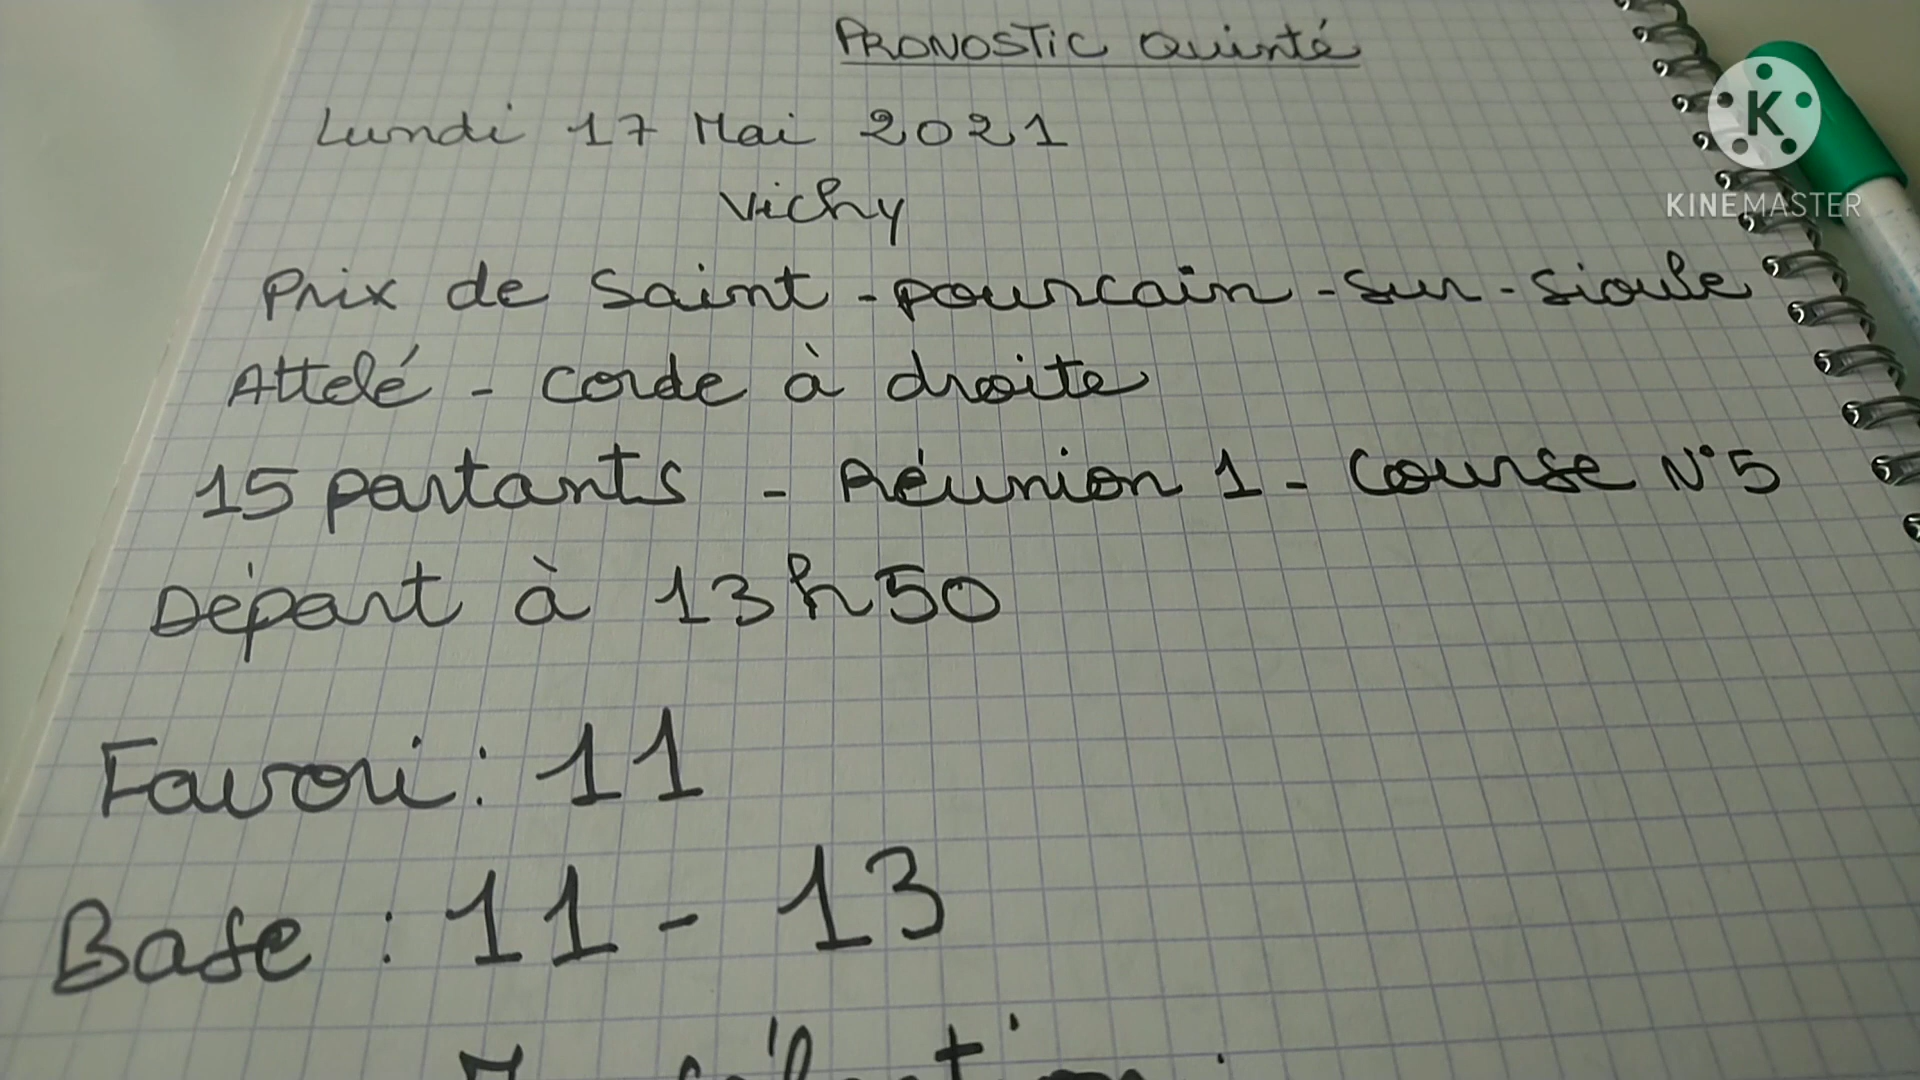 PRONOSTIC Quinté
Lundi 17 Mai 2021
Vichy
Prix de Saint-pourcain-sur-sioule
Attelé - corde à droite
15 partants - Réunion 1 - Course N°5
Départ à 13h50
Favori : 11
Base : 11 - 13
K
KINEMASTER